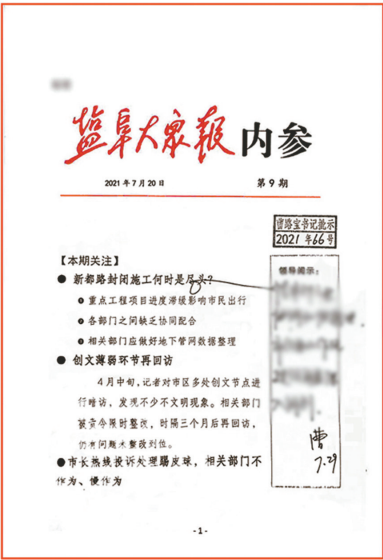 盐阜大众报 内参
2021年7月20日 第9期
曹路宝书记批示
2021年66号
领导批示：
【本期关注】
● 新都路封闭施工何时是尽头?
重点工程项目进度滞缓影响市民出行
各部门之间缺乏协同配合
相关部门应做好地下管网数据整理
● 创文薄弱环节再回访
4月中旬,记者对市区多处创文节点进
行暗访,发现不少不文明现象。相关部门
被责令限时整改,时隔三个月后再回访,
仍有问题未整改到位。
●市长热线投诉处理踢皮球,相关部门不
作为、慢作为
曹
7.29
-1-